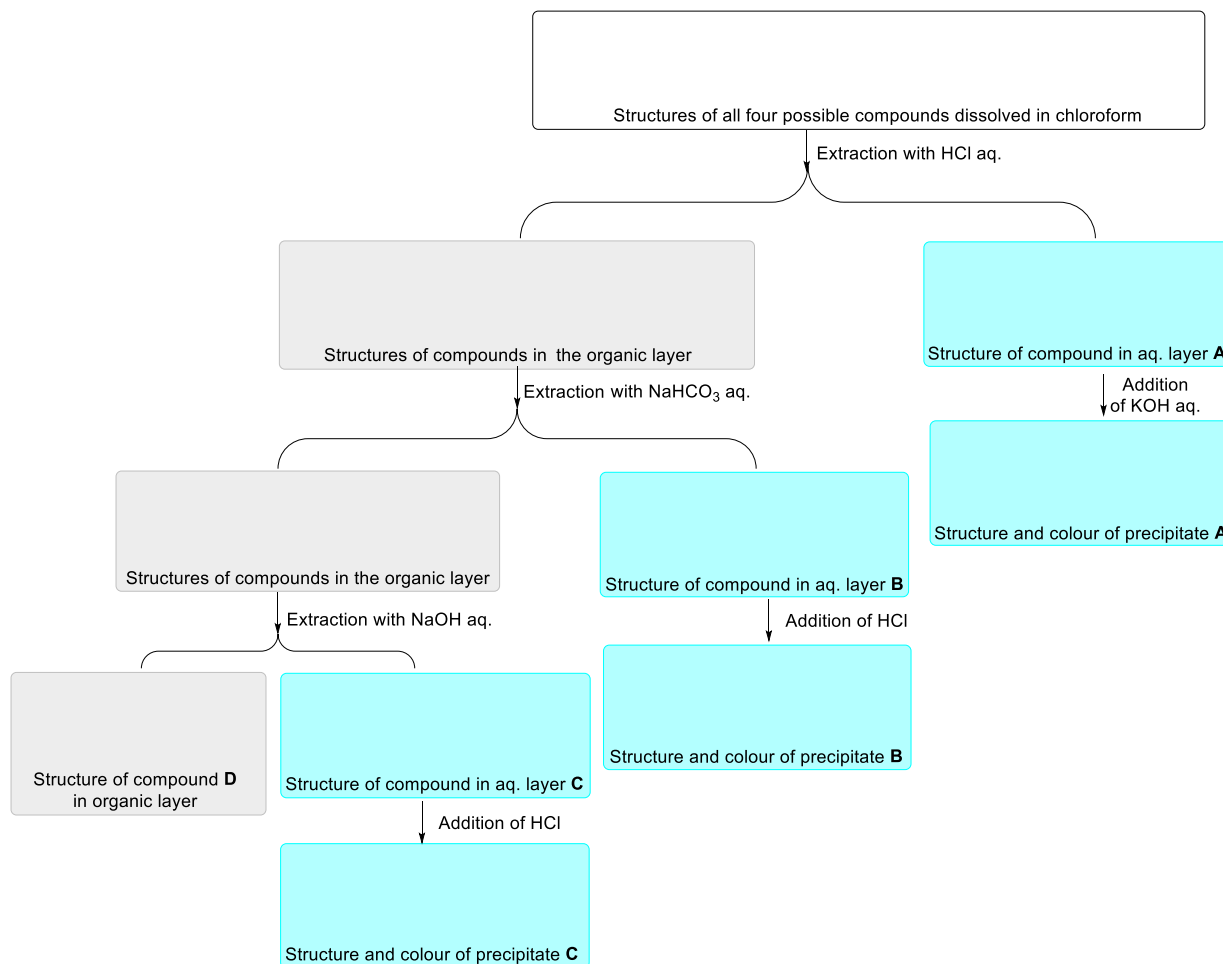 Structures of all four possible compounds dissolved in chloroform
Extraction with HCl aq.
Structures of compounds in the organic layer
Structure of compound in aq. layer A
Extraction with NaHCO3 aq.
Addition
of KOH aq.
Structure and colour of precipitate A
Structures of compounds in the organic layer
Structure of compound in aq. layer B
Extraction with NaOH aq.
Addition of HCl
Structure and colour of precipitate B
Structure of compound D
in organic layer
Structure of compound in aq. layer C
Addition of HCl
Structure and colour of precipitate C